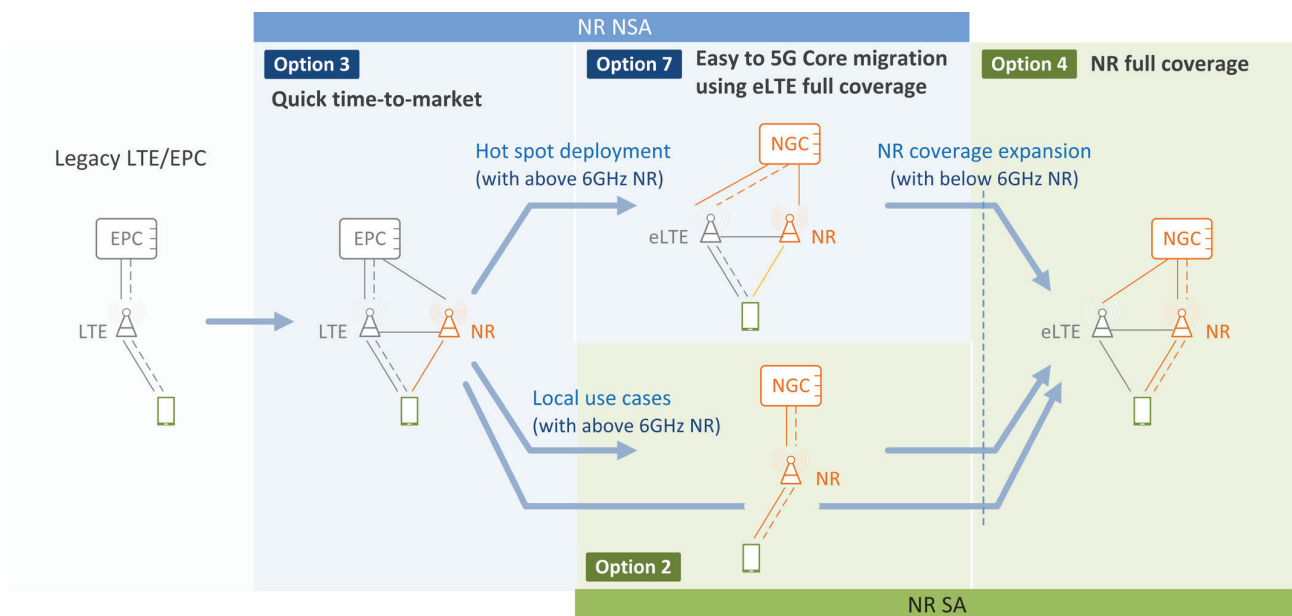 NR NSA
Legacy LTE/EPC
EPC
LTE
Option 3
Quick time-to-market
EPC
LTE
NR
Hot spot deployment
(with above 6GHz NR)
Local use cases
(with above 6GHz NR)
Option 7
Easy to 5G Core migration
using eLTE full coverage
NGC
eLTE
NR
NGC
NR
Option 2
NR coverage expansion
(with below 6GHz NR)
Option 4
NR full coverage
NGC
eLTE
NR
NR SA